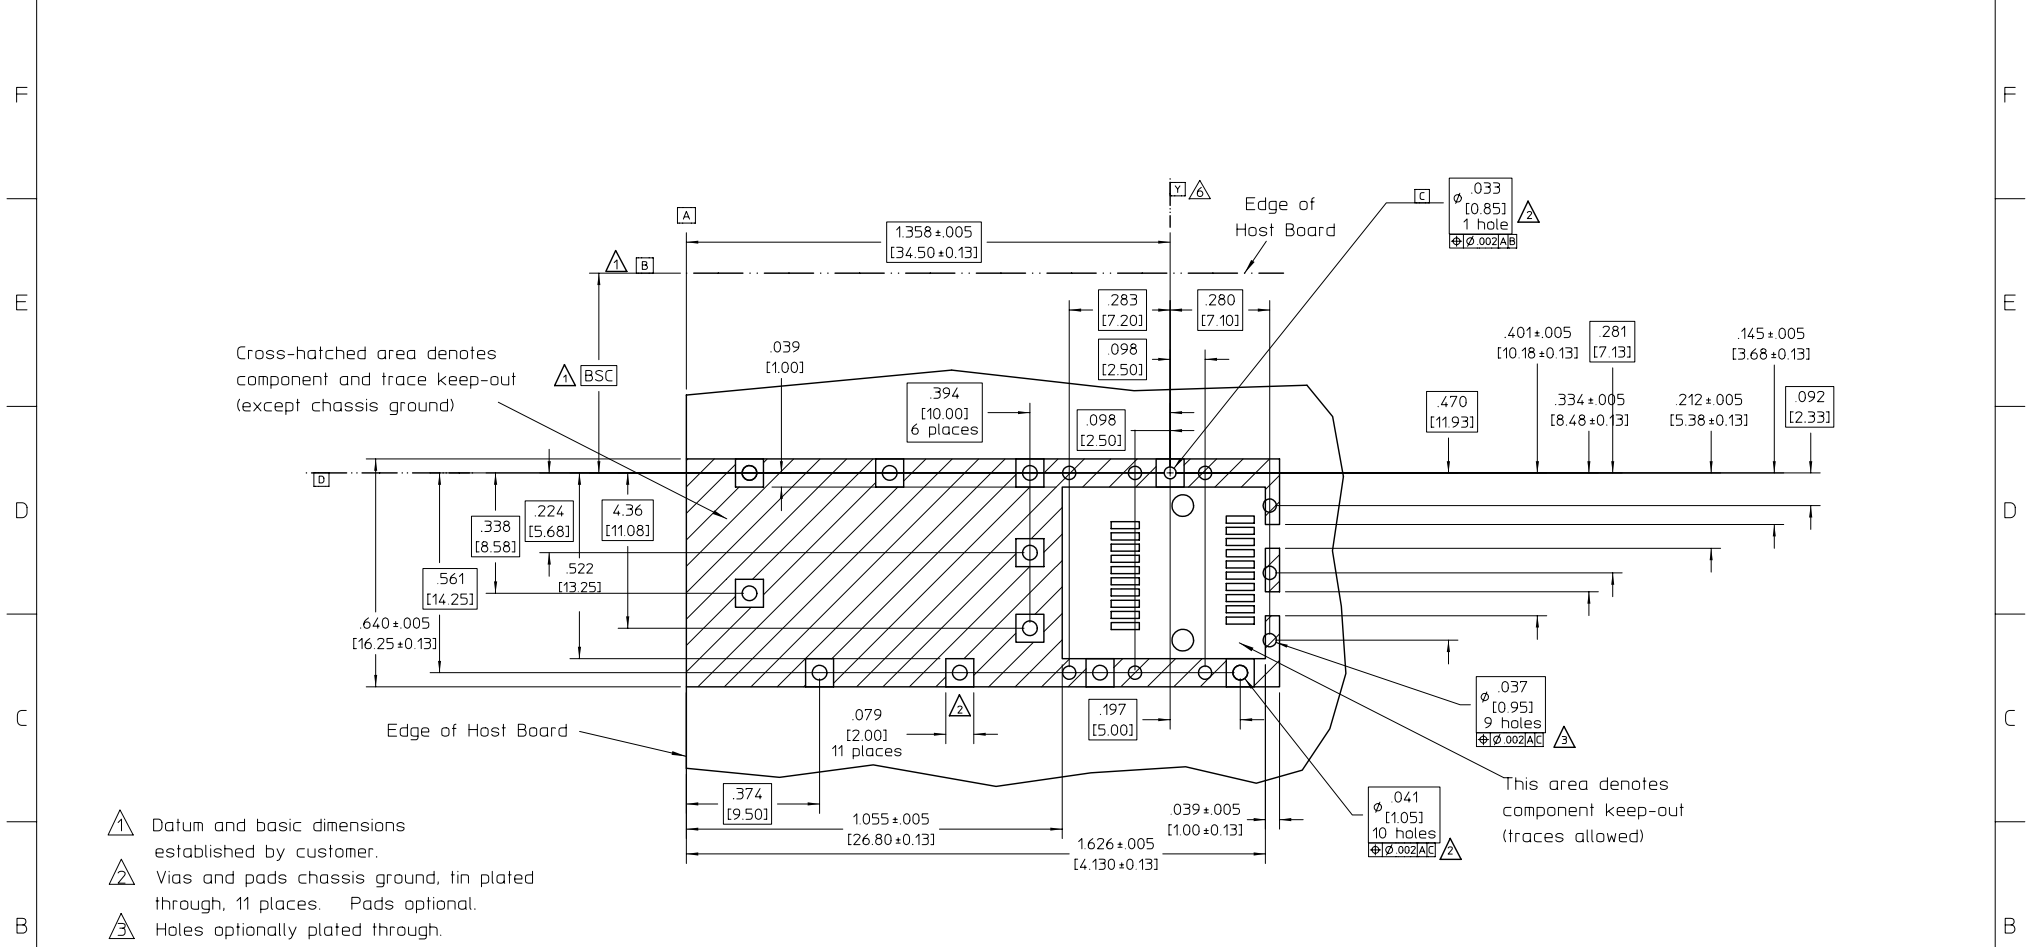 F
F
E
E
D
D
C
C
B
B
A
Y 6
Edge of
Host Board
C
⌀ .033
[0.85]
1 hole
⌖ ⌀.002 A B
2
1.358±.005
[34.50±0.13]
1 B
.283
[7.20]
.280
[7.10]
.098
[2.50]
.039
[1.00]
.401±.005
[10.18±0.13]
.281
[7.13]
.145±.005
[3.68±0.13]
Cross-hatched area denotes
component and trace keep-out
(except chassis ground)
1 BSC
.394
[10.00]
6 places
.098
[2.50]
.470
[11.93]
.334±.005
[8.48±0.13]
.212±.005
[5.38±0.13]
.092
[2.33]
D
.338
[8.58]
.224
[5.68]
4.36
[11.08]
.561
[14.25]
.522
[13.25]
.640±.005
[16.25±0.13]
Edge of Host Board
.079
[2.00]
11 places
2
.197
[5.00]
⌀ .037
[0.95]
9 holes
⌖ ⌀.002 A C
3
.374
[9.50]
1.055±.005
[26.80±0.13]
.039±.005
[1.00±0.13]
1.626±.005
[4.130±0.13]
⌀ .041
[1.05]
10 holes
⌖ ⌀.002 A C
2
This area denotes
component keep-out
(traces allowed)
1 Datum and basic dimensions
established by customer.
2 Vias and pads chassis ground, tin plated
through, 11 places. Pads optional.
3 Holes optionally plated through.